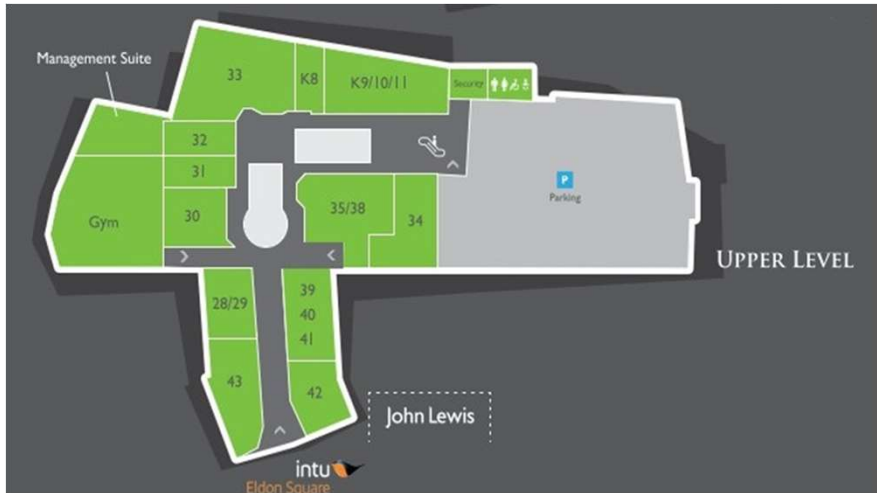 Management Suite
33
K8
K9/10/11
Security
32
31
30
Gym
35/38
34
P
Parking
UPPER LEVEL
28/29
39
40
41
43
42
John Lewis
intu
Eldon Square